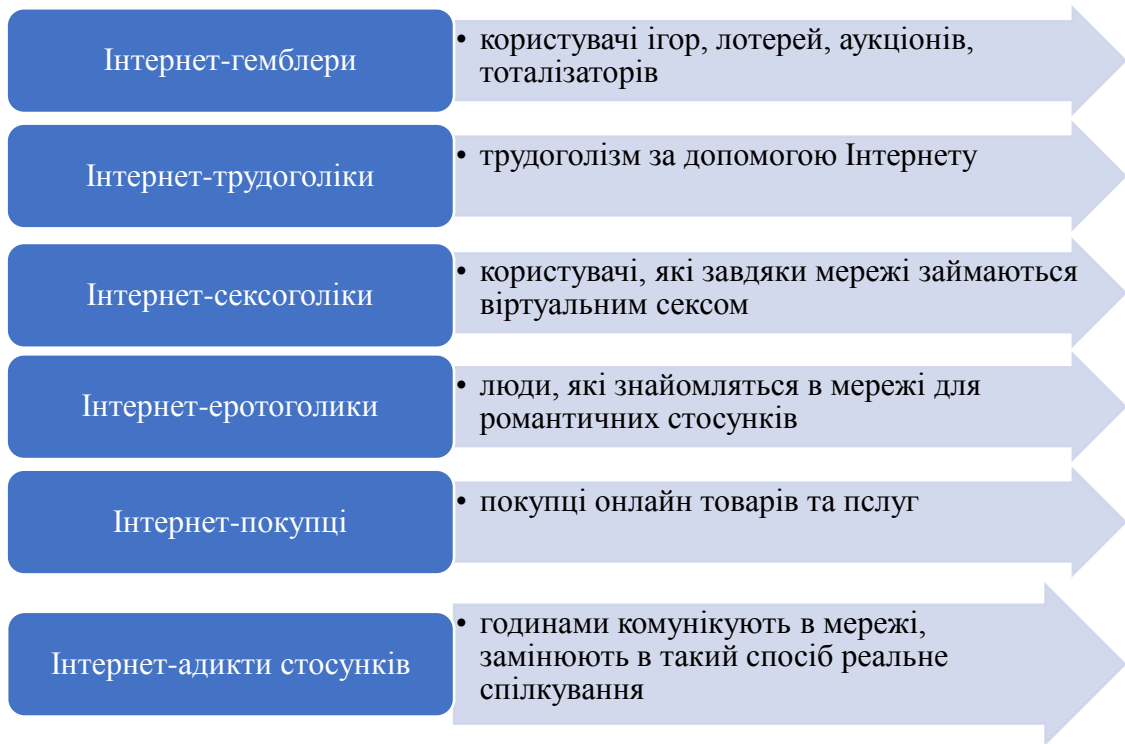 Інтернет-гемблери
• користувачі ігор, лотерей, аукціонів,
тоталізаторів
Інтернет-трудоголіки
• трудоголізм за допомогою Інтернету
Інтернет-сексоголіки
• користувачі, які завдяки мережі займаються
віртуальним сексом
Інтернет-еротоголики
• люди, які знайомляться в мережі для
романтичних стосунків
Інтернет-покупці
• покупці онлайн товарів та пслуг
Інтернет-адикти стосунків
• годинами комунікують в мережі,
замінюють в такий спосіб реальне
спілкування